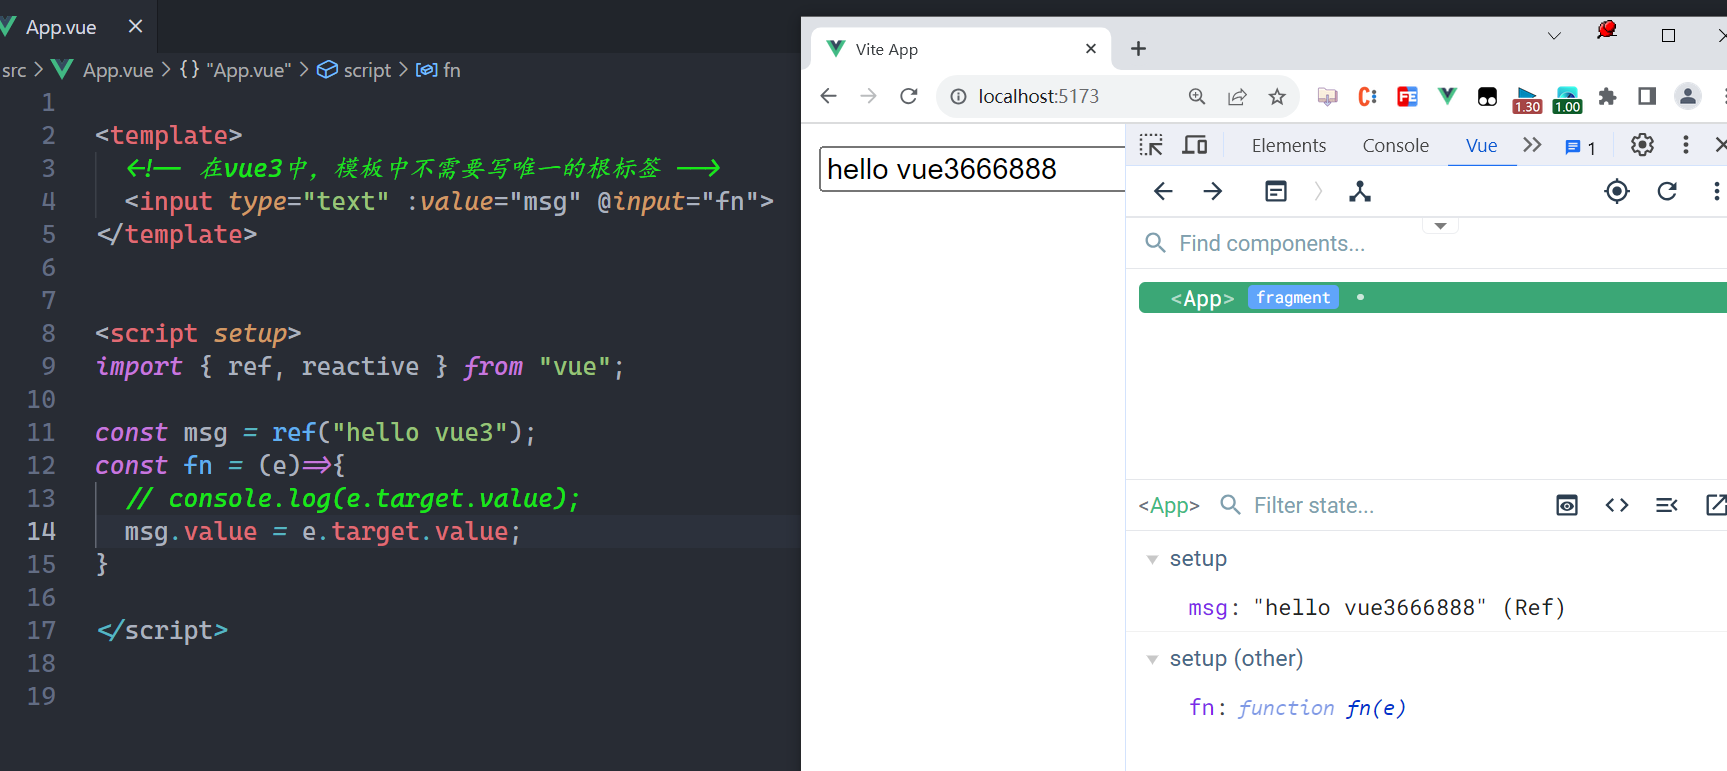 App.vue
src > App.vue > {} "App.vue" > script > fn
1
2 <template>
3 <!-- 在vue3中，模板中不需要写唯一的根标签 -->
4 <input type="text" :value="msg" @input="fn">
5 </template>
6
7
8 <script setup>
9 import { ref, reactive } from "vue";
10
11 const msg = ref("hello vue3");
12 const fn = (e)=>{
13 // console.log(e.target.value);
14 msg.value = e.target.value;
15 }
16
17 </script>
18
19
Vite App
localhost:5173
1.30
1.00
hello vue3666888
Elements Console Vue 1
Find components...
<App> fragment
<App> Filter state...
setup
msg: "hello vue3666888" (Ref)
setup (other)
fn: function fn(e)